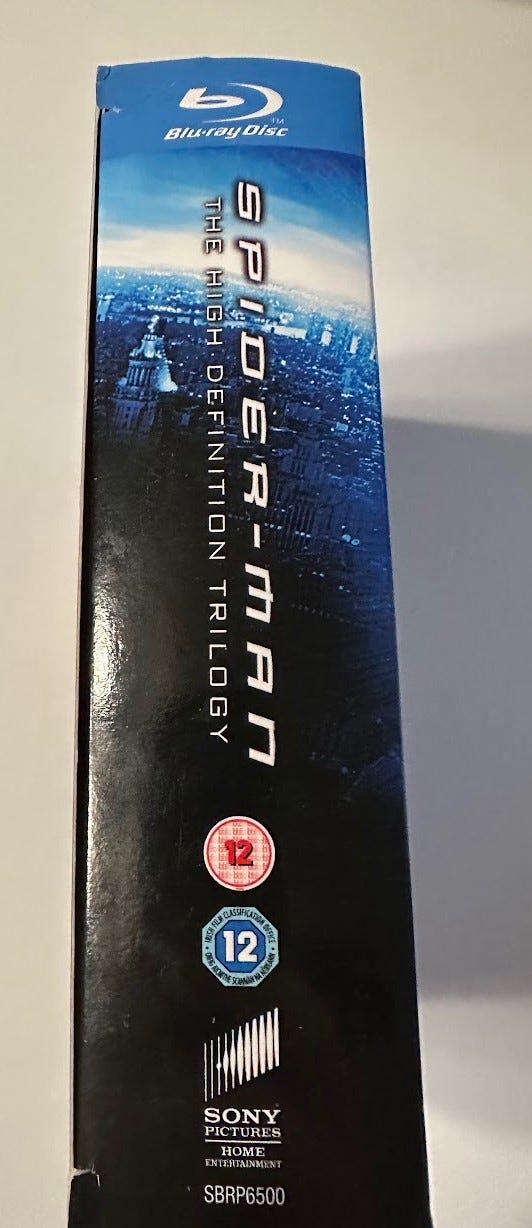 Blu-ray Disc
TM
SPIDER-MAN
THE HIGH-DEFINITION TRILOGY
12
IRISH FILM CLASSIFICATION OFFICE
12
SONY
PICTURES
HOME
ENTERTAINMENT
SBRP6500